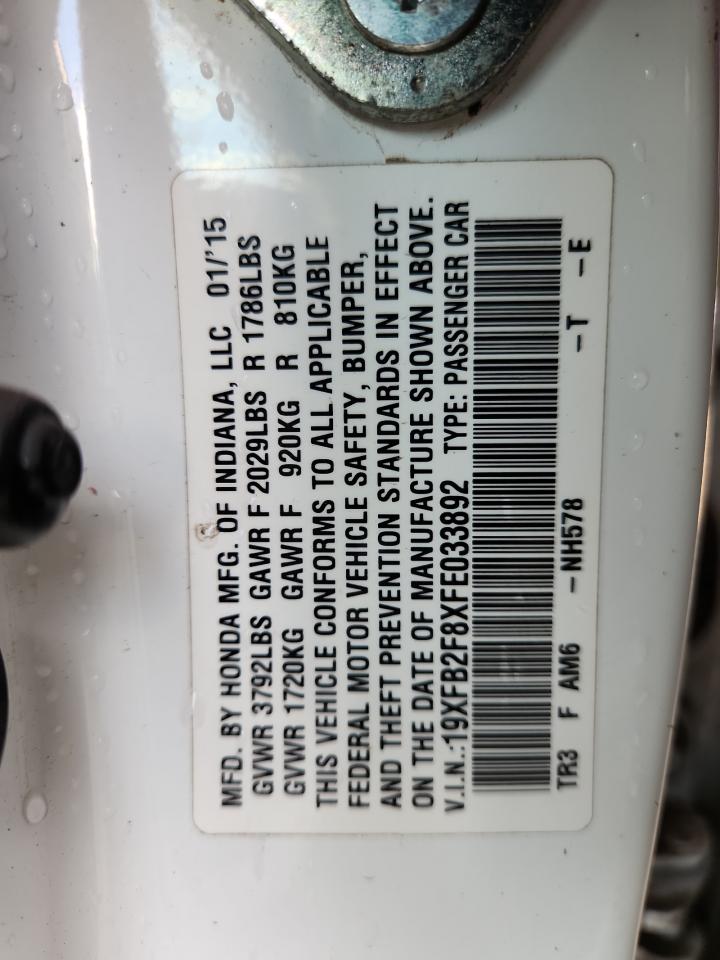 MFD. BY HONDA MFG. OF INDIANA, LLC 01/'15
GVWR 3792LBS GAWR F 2029LBS R 1786LBS
GVWR 1720KG GAWR F 920KG R 810KG
THIS VEHICLE CONFORMS TO ALL APPLICABLE
FEDERAL MOTOR VEHICLE SAFETY, BUMPER,
AND THEFT PREVENTION STANDARDS IN EFFECT
ON THE DATE OF MANUFACTURE SHOWN ABOVE.
V.I.N.:19XFB2F8XFE033892 TYPE: PASSENGER CAR
TR3 F AM6 –NH578 –T –E